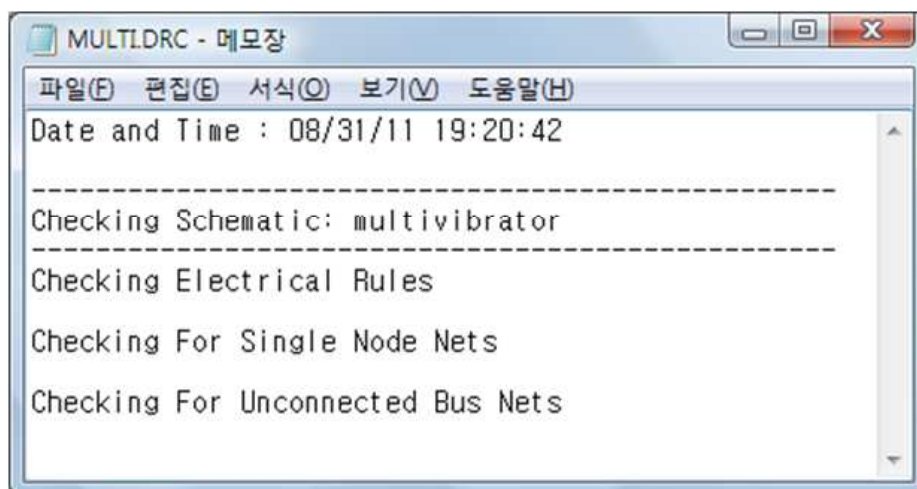 MULTI.DRC - 메모장
파일(F) 편집(E) 서식(O) 보기(V) 도움말(H)
Date and Time : 08/31/11 19:20:42
--------------------------------------------------
Checking Schematic: multivibrator
--------------------------------------------------
Checking Electrical Rules
Checking For Single Node Nets
Checking For Unconnected Bus Nets